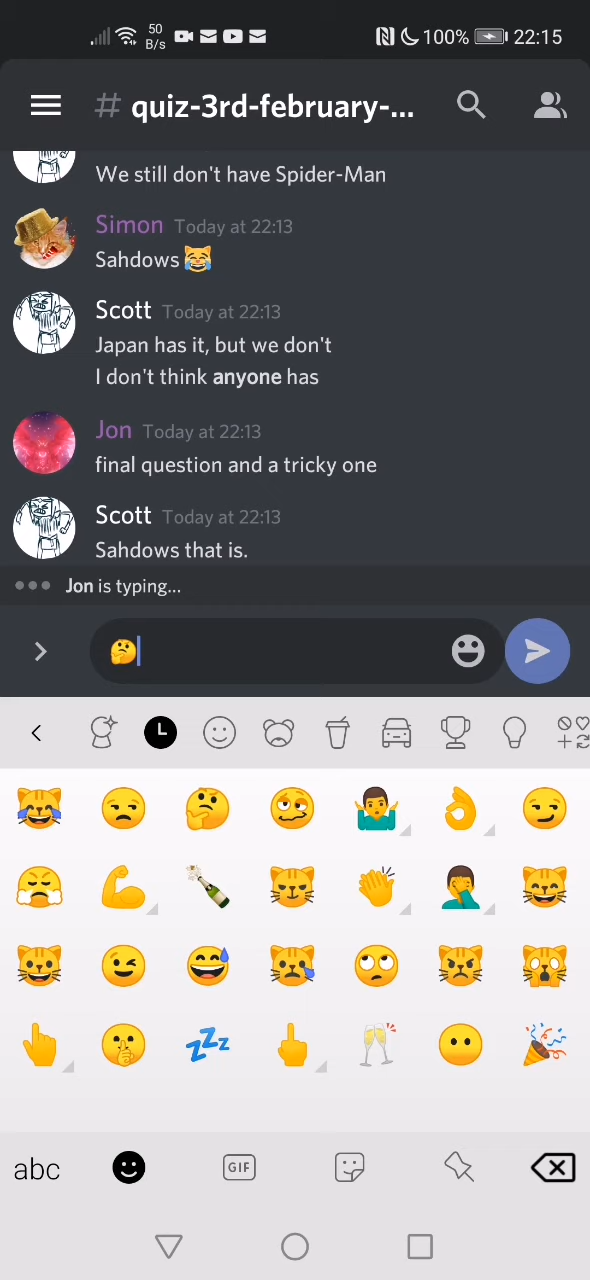 50 B/s 100% 22:15
# quiz-3rd-february-...
We still don't have Spider-Man
Simon Today at 22:13
Sahdows 😹
Scott Today at 22:13
Japan has it, but we don't
I don't think anyone has
Jon Today at 22:13
final question and a tricky one
Scott Today at 22:13
Sahdows that is.
Jon is typing...
abc GIF